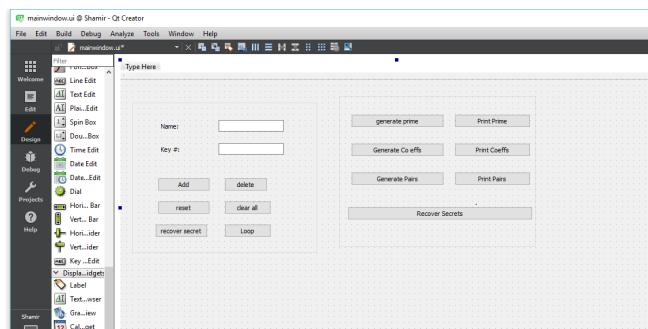 mainwindow.ui @ Shamir - Qt Creator
File Edit Build Debug Analyze Tools Window Help
mainwindow.ui*
Filter
Type Here
Welcome
Edit
Design
Debug
Projects
Help
Shamir
Line Edit
Text Edit
Plai...Edit
Spin Box
Dou...Box
Time Edit
Date Edit
Date...Edit
Dial
Hori... Bar
Vert... Bar
Hori...ider
Vert...ider
Key ...Edit
Displa...idgets
Label
Text...wser
Gra...iew
Cal...get
Name:
Key #:
Add delete
reset clear all
recover secret Loop
generate prime Print Prime
Generate Co effs Print Coeffs
Generate Pairs Print Pairs
Recover Secrets